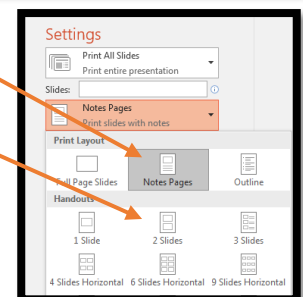 Settings
Print All Slides
Print entire presentation
Slides:
Notes Pages
Print slides with notes
Print Layout
Full Page Slides Notes Pages Outline
Handouts
1 Slide 2 Slides 3 Slides
4 Slides Horizontal 6 Slides Horizontal 9 Slides Horizontal